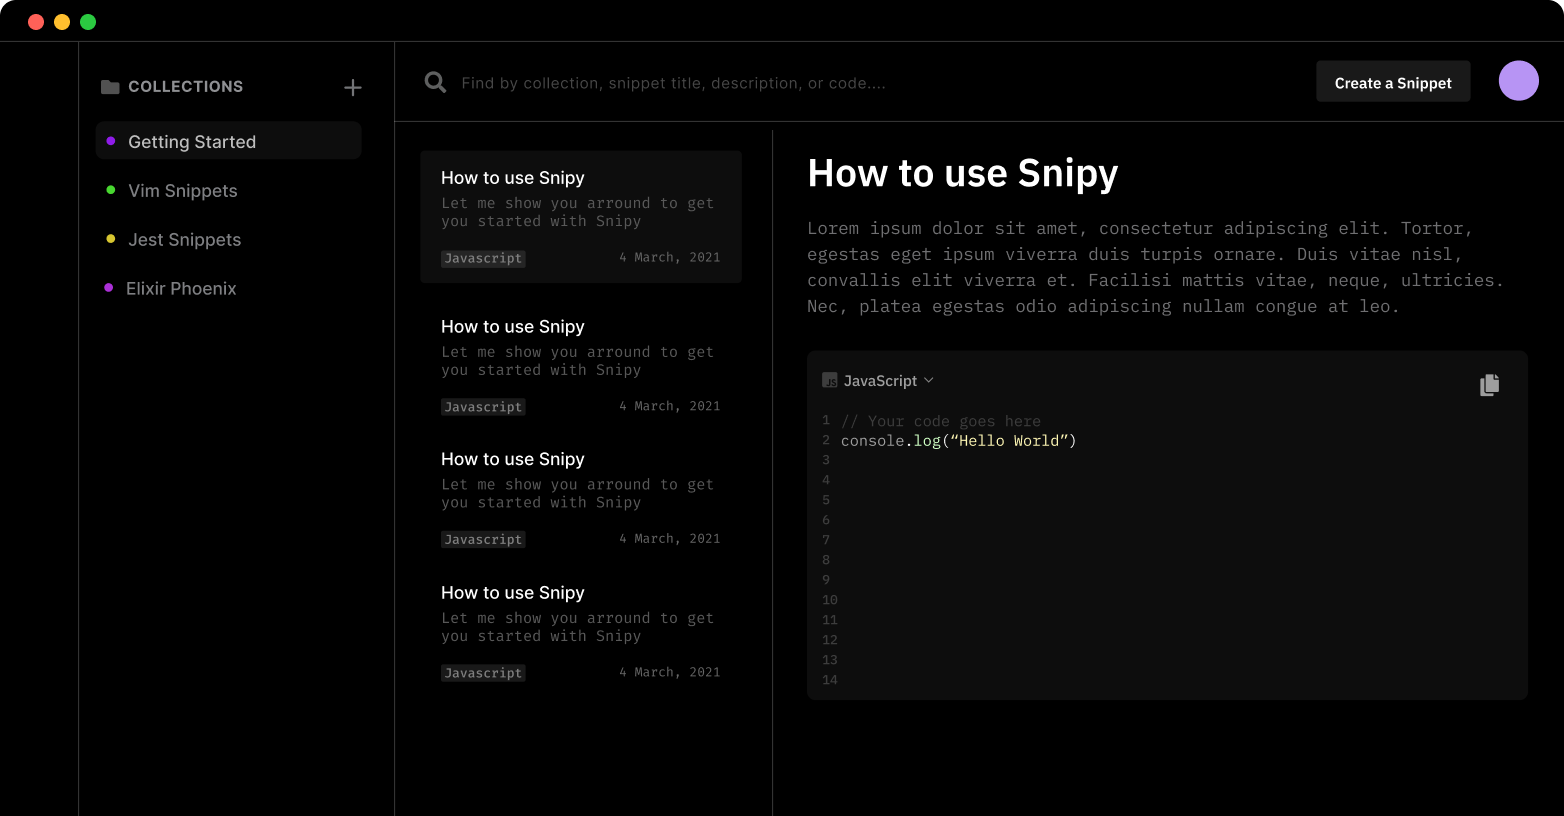 COLLECTIONS
Getting Started
Vim Snippets
Jest Snippets
Elixir Phoenix
Find by collection, snippet title, description, or code....
Create a Snippet
How to use Snipy
Let me show you arround to get
you started with Snipy
Javascript
4 March, 2021
How to use Snipy
Let me show you arround to get
you started with Snipy
Javascript
4 March, 2021
How to use Snipy
Let me show you arround to get
you started with Snipy
Javascript
4 March, 2021
How to use Snipy
Let me show you arround to get
you started with Snipy
Javascript
4 March, 2021
How to use Snipy
Lorem ipsum dolor sit amet, consectetur adipiscing elit. Tortor,
egestas eget ipsum viverra duis turpis ornare. Duis vitae nisl,
convallis elit viverra et. Facilisi mattis vitae, neque, ultricies.
Nec, platea egestas odio adipiscing nullam congue at leo.
JS JavaScript
1 // Your code goes here
2 console.log(“Hello World”)
3
4
5
6
7
8
9
10
11
12
13
14